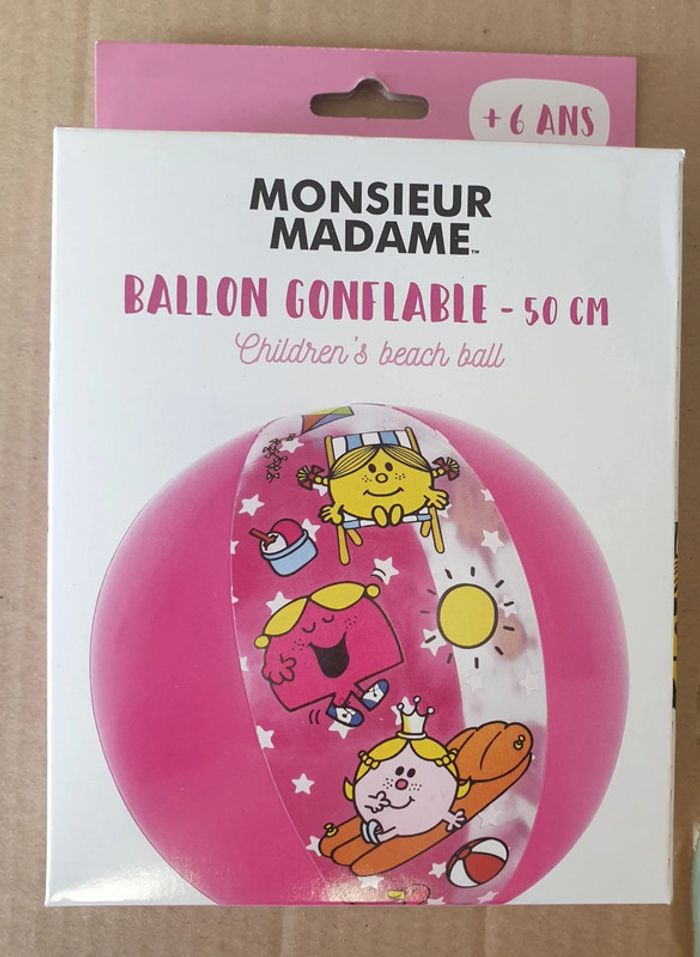 + 6 ANS
MONSIEUR
MADAME™
BALLON GONFLABLE - 50 CM
Children's beach ball